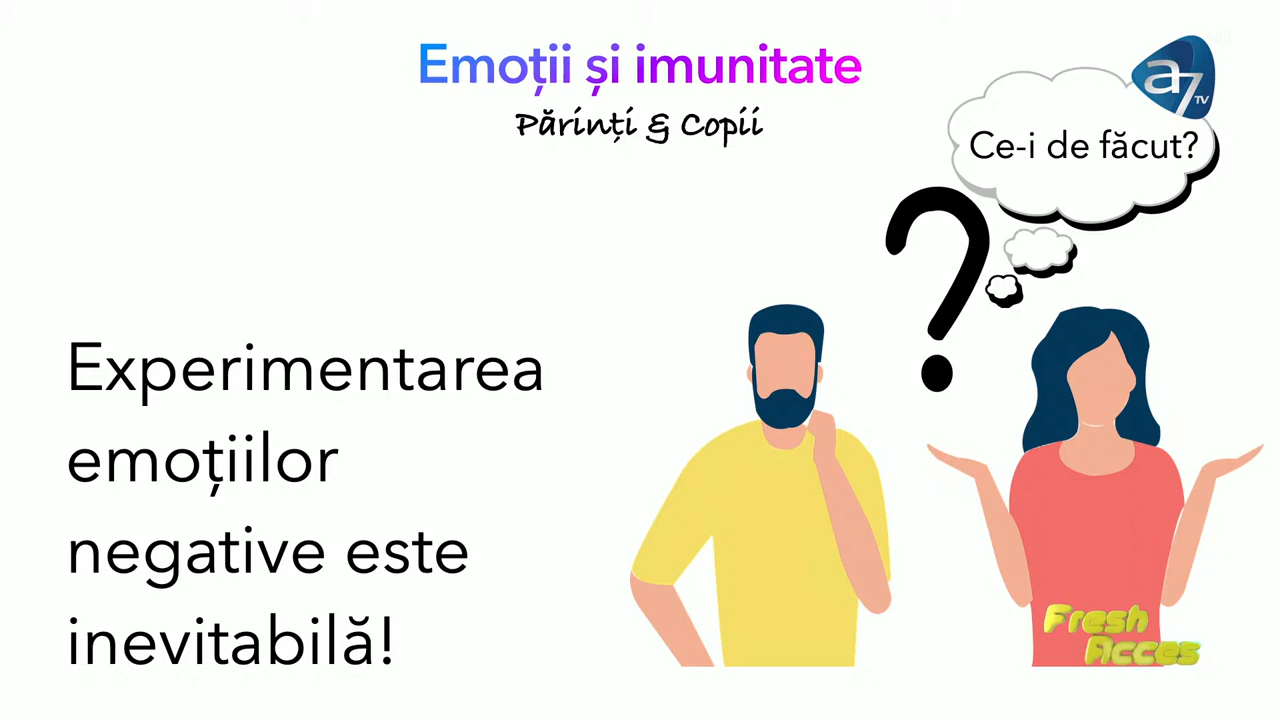 Emoții și imunitate
Părinți & Copii
a7
TV
Ce-i de făcut?
?
Experimentarea
emoțiilor
negative este
inevitabilă!
Fresh
Acces